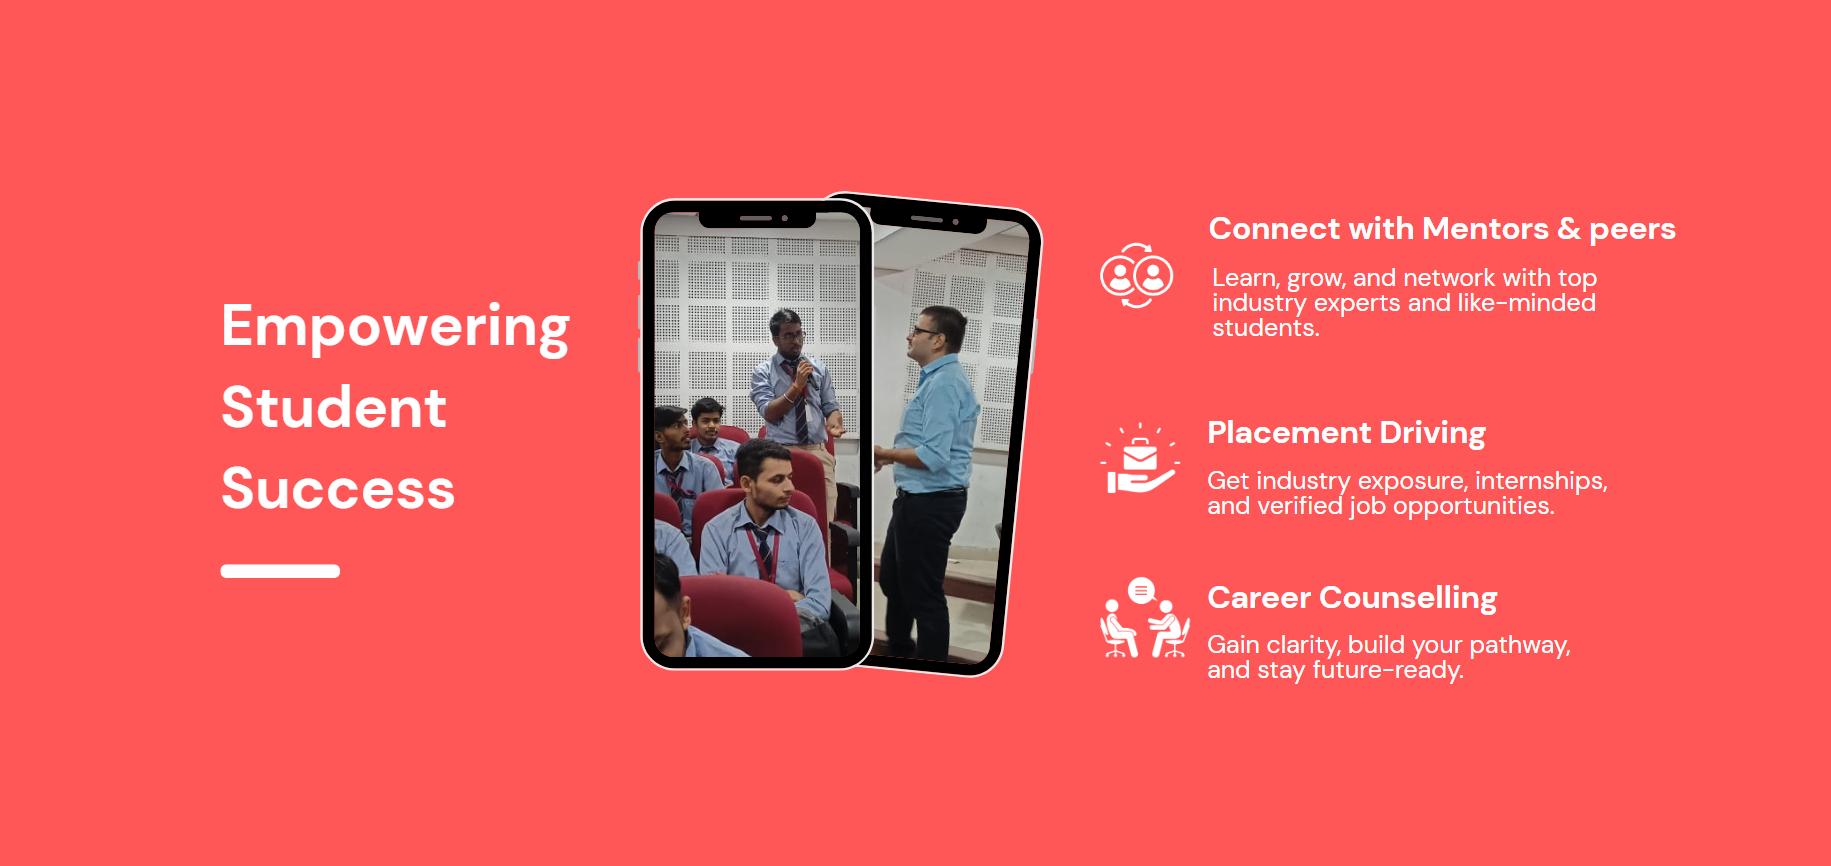 Empowering
Student
Success
Connect with Mentors & peers
Learn, grow, and network with top
industry experts and like-minded
students.
Placement Driving
Get industry exposure, internships,
and verified job opportunities.
Career Counselling
Gain clarity, build your pathway,
and stay future-ready.